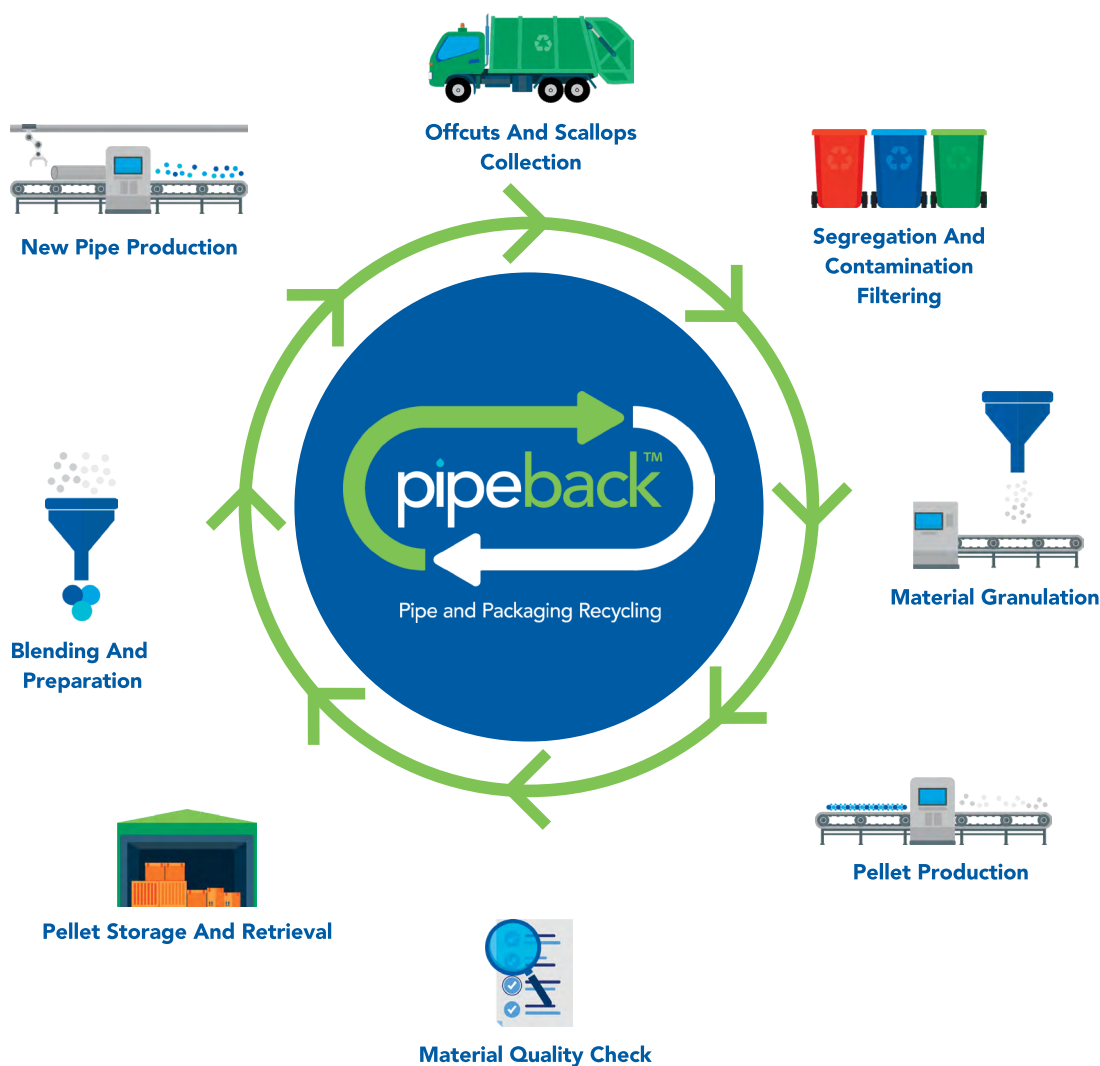 Offcuts And Scallops
Collection
Segregation And
Contamination
Filtering
Material Granulation
Pellet Production
Material Quality Check
Pellet Storage And Retrieval
Blending And
Preparation
New Pipe Production
pipeback™
Pipe and Packaging Recycling